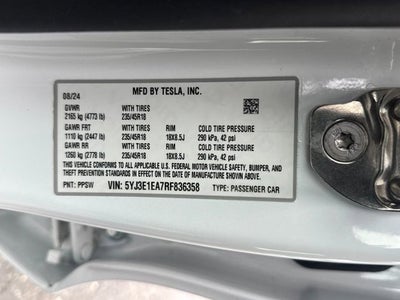 MFD BY TESLA, INC.
08/24
GVWR WITH TIRES
2165 kg (4773 lb) 235/45R18
GAWR FRT WITH TIRES RIM COLD TIRE PRESSURE
1110 kg (2447 lb) 235/45R18 18X8.5J 290 kPa, 42 psi
GAWR RR WITH TIRES RIM COLD TIRE PRESSURE
1260 kg (2778 lb) 235/45R18 18X8.5J 290 kPa, 42 psi
THIS VEHICLE CONFORMS TO ALL APPLICABLE
U.S. FEDERAL MOTOR VEHICLE SAFETY, BUMPER, AND
THEFT PREVENTION STANDARDS IN EFFECT ON THE
DATE OF MANUFACTURE SHOWN ABOVE.
PNT: PPSW VIN: 5YJ3E1EA7RF836358 TYPE: PASSENGER CAR